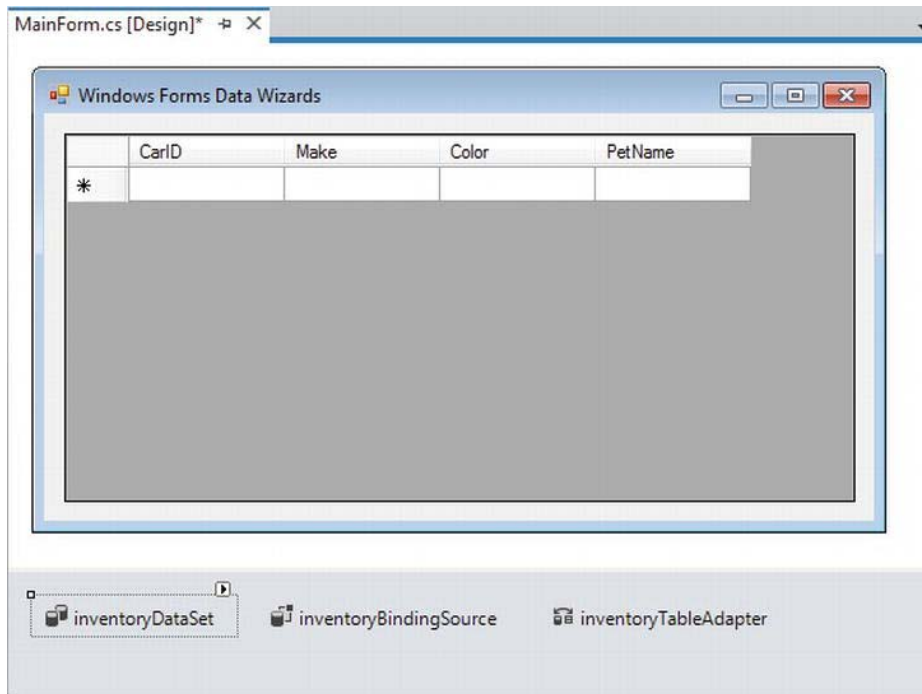 MainForm.cs [Design]*
Windows Forms Data Wizards
CarID Make Color PetName
inventoryDataSet inventoryBindingSource inventoryTableAdapter